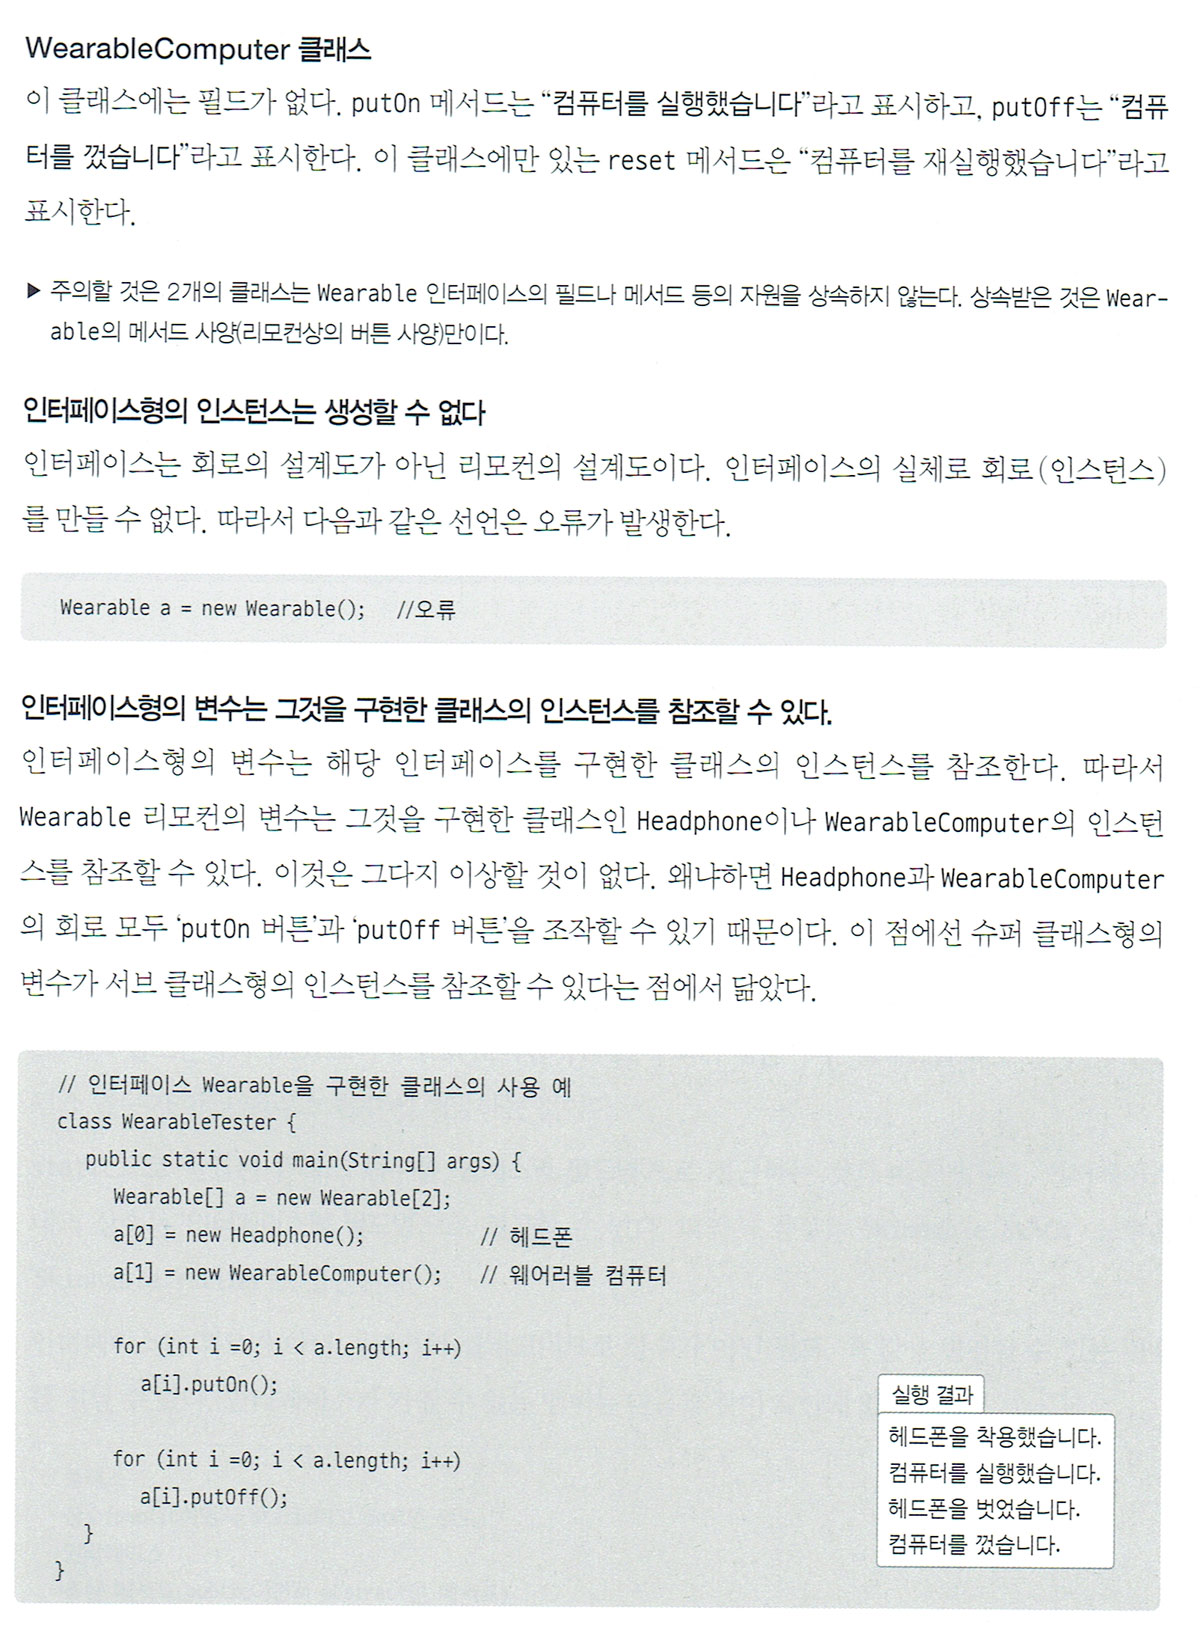 WearableComputer 클래스
이 클래스에는 필드가 없다. putOn 메서드는 “컴퓨터를 실행했습니다”라고 표시하고, putOff는 “컴퓨
터를 껐습니다”라고 표시한다. 이 클래스에만 있는 reset 메서드은 “컴퓨터를 재실행했습니다”라고
표시한다.
▶ 주의할 것은 2개의 클래스는 Wearable 인터페이스의 필드나 메서드 등의 자원을 상속하지 않는다. 상속받은 것은 Wear-
able의 메서드 사양(리모컨상의 버튼 사양)만이다.
인터페이스형의 인스턴스는 생성할 수 없다
인터페이스는 회로의 설계도가 아닌 리모컨의 설계도이다. 인터페이스의 실체로 회로(인스턴스)
를 만들 수 없다. 따라서 다음과 같은 선언은 오류가 발생한다.
Wearable a = new Wearable(); //오류
인터페이스형의 변수는 그것을 구현한 클래스의 인스턴스를 참조할 수 있다.
인터페이스형의 변수는 해당 인터페이스를 구현한 클래스의 인스턴스를 참조한다. 따라서
Wearable 리모컨의 변수는 그것을 구현한 클래스인 Headphone이나 WearableComputer의 인스턴
스를 참조할 수 있다. 이것은 그다지 이상할 것이 없다. 왜냐하면 Headphone과 WearableComputer
의 회로 모두 ‘putOn 버튼’과 ‘putOff 버튼’을 조작할 수 있기 때문이다. 이 점에선 슈퍼 클래스형의
변수가 서브 클래스형의 인스턴스를 참조할 수 있다는 점에서 닮았다.
// 인터페이스 Wearable을 구현한 클래스의 사용 예
class WearableTester {
public static void main(String[] args) {
Wearable[] a = new Wearable[2];
a[0] = new Headphone(); // 헤드폰
a[1] = new WearableComputer(); // 웨어러블 컴퓨터
for (int i =0; i < a.length; i++)
a[i].putOn();
for (int i =0; i < a.length; i++)
a[i].putOff();
}
}
실행 결과
헤드폰을 착용했습니다.
컴퓨터를 실행했습니다.
헤드폰을 벗었습니다.
컴퓨터를 껐습니다.